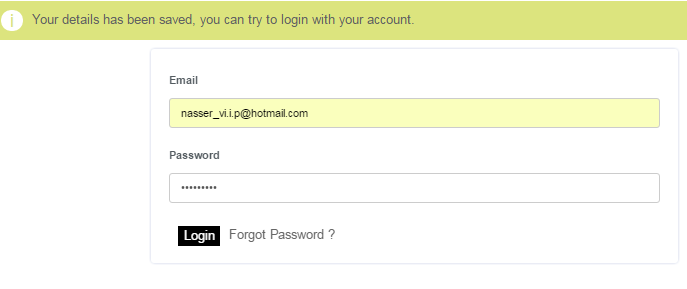 Your details has been saved, you can try to login with your account.
Email
nasser_vi.i.p@hotmail.com
Password
•••••••••
Login Forgot Password ?